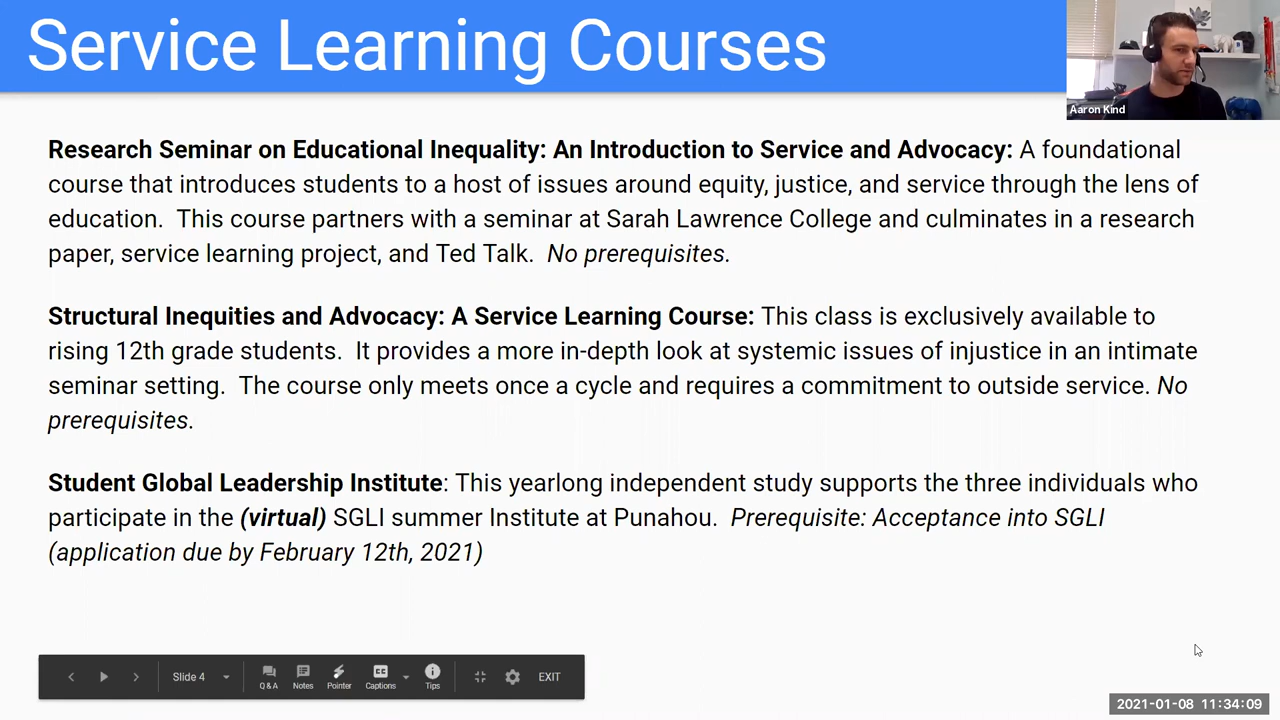 Service Learning Courses
Aaron Kind
Research Seminar on Educational Inequality: An Introduction to Service and Advocacy: A foundational
course that introduces students to a host of issues around equity, justice, and service through the lens of
education.  This course partners with a seminar at Sarah Lawrence College and culminates in a research
paper, service learning project, and Ted Talk.  No prerequisites.
Structural Inequities and Advocacy: A Service Learning Course: This class is exclusively available to
rising 12th grade students.  It provides a more in-depth look at systemic issues of injustice in an intimate
seminar setting.  The course only meets once a cycle and requires a commitment to outside service. No
prerequisites.
Student Global Leadership Institute: This yearlong independent study supports the three individuals who
participate in the (virtual) SGLI summer Institute at Punahou.  Prerequisite: Acceptance into SGLI
(application due by February 12th, 2021)
Slide 4
Q & A
Notes
Pointer
Captions
Tips
EXIT
2021-01-08 11:34:09